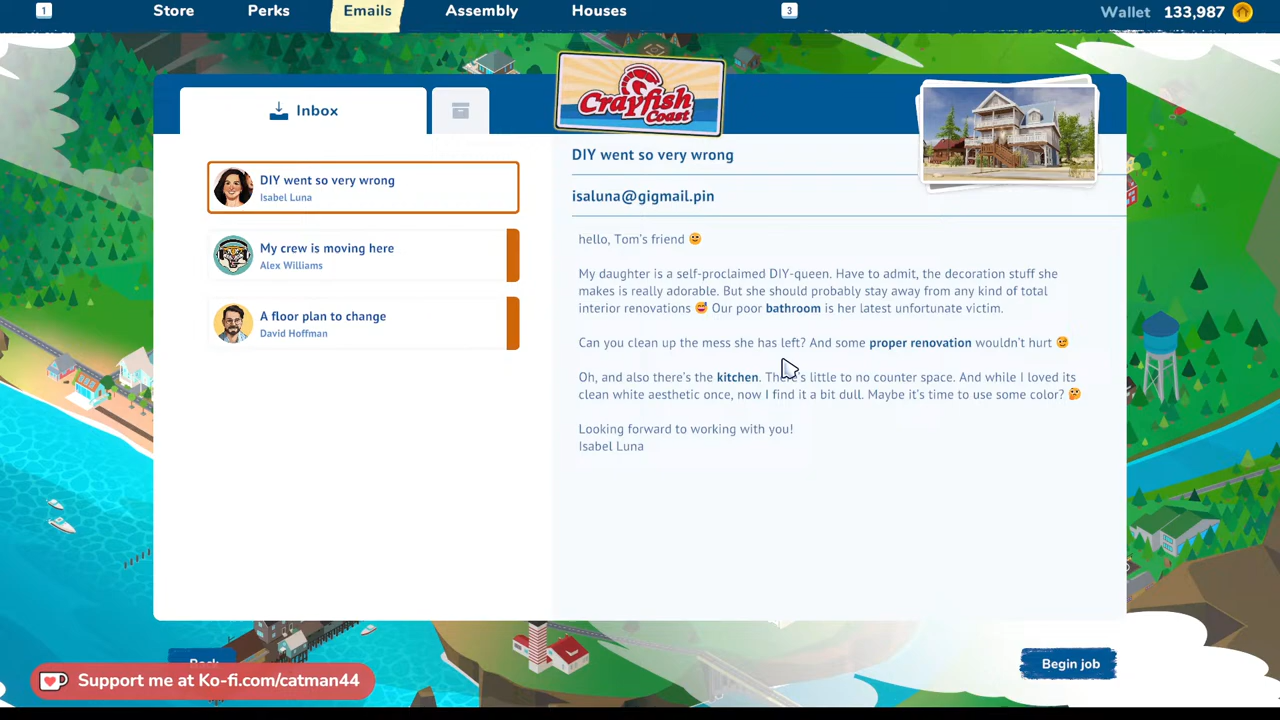 1 Store Perks Emails Assembly Houses 3 Wallet 133,987
Inbox
Crayfish
Coast
DIY went so very wrong
Isabel Luna
My crew is moving here
Alex Williams
A floor plan to change
David Hoffman
DIY went so very wrong
isaluna@gigmail.pin
hello, Tom's friend
My daughter is a self-proclaimed DIY-queen. Have to admit, the decoration stuff she
makes is really adorable. But she should probably stay away from any kind of total
interior renovations Our poor bathroom is her latest unfortunate victim.
Can you clean up the mess she has left? And some proper renovation wouldn't hurt
Oh, and also there's the kitchen. There's little to no counter space. And while I loved its
clean white aesthetic once, now I find it a bit dull. Maybe it's time to use some color?
Looking forward to working with you!
Isabel Luna
Back
Begin job
Support me at Ko-fi.com/catman44